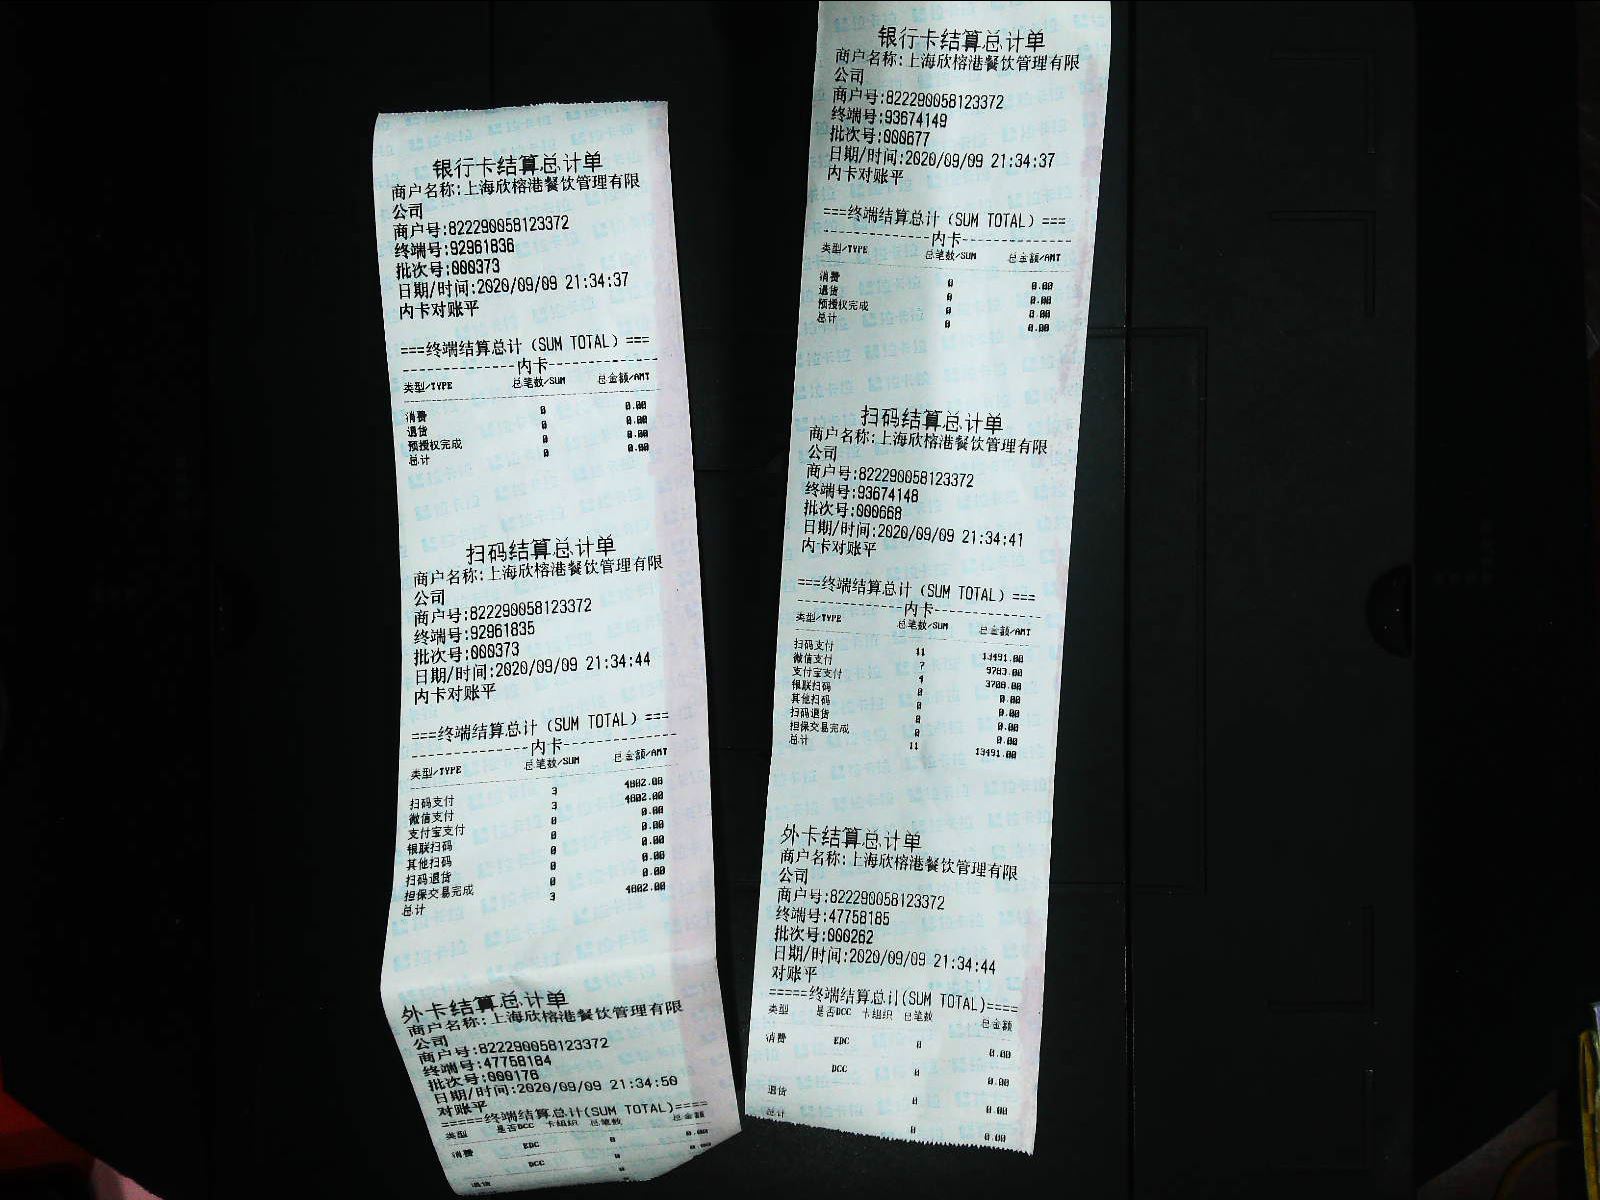 银行卡结算总计单
商户名称:上海欣榕港餐饮管理有限
公司
商户号:822290058123372
终端号:92961836
批次号:000373
日期/时间:2020/09/09 21:34:37
内卡对账平
===终端结算总计（SUM TOTAL）===
---------------内卡---------------
类型/TYPE 总笔数/SUM 总金额/AMT
消费 0 0.00
退货 0 0.00
预授权完成 0 0.00
总计 0 0.00
扫码结算总计单
商户名称:上海欣榕港餐饮管理有限
公司
商户号:822290058123372
终端号:92961835
批次号:000373
日期/时间:2020/09/09 21:34:44
内卡对账平
===终端结算总计（SUM TOTAL）===
---------------内卡---------------
类型/TYPE 总笔数/SUM 总金额/AMT
扫码支付 3 4802.00
微信支付 3 4802.00
支付宝支付 0 0.00
银联扫码 0 0.00
其他扫码 0 0.00
扫码退货 0 0.00
担保交易完成 0 0.00
总计 3 4802.00
外卡结算总计单
商户名称:上海欣榕港餐饮管理有限
公司
商户号:822290058123372
终端号:47758184
批次号:000176
日期/时间:2020/09/09 21:34:50
对账平
=====终端结算总计(SUM TOTAL)====
类型 是否DCC 卡组织 总笔数 总金额
消费 EDC 0 0.00
DCC 0 0.00
退货 0
银行卡结算总计单
商户名称:上海欣榕港餐饮管理有限
公司
商户号:822290058123372
终端号:93674149
批次号:000677
日期/时间:2020/09/09 21:34:37
内卡对账平
===终端结算总计（SUM TOTAL）===
---------------内卡---------------
类型/TYPE 总笔数/SUM 总金额/AMT
消费 0 0.00
退货 0 0.00
预授权完成 0 0.00
总计 0 0.00
扫码结算总计单
商户名称:上海欣榕港餐饮管理有限
公司
商户号:822290058123372
终端号:93674148
批次号:000668
日期/时间:2020/09/09 21:34:41
内卡对账平
===终端结算总计（SUM TOTAL）===
---------------内卡---------------
类型/TYPE 总笔数/SUM 总金额/AMT
扫码支付 11 13491.00
微信支付 7 9783.00
支付宝支付 4 3708.00
银联扫码 0 0.00
其他扫码 0 0.00
扫码退货 0 0.00
担保交易完成 0 0.00
总计 11 13491.00
外卡结算总计单
商户名称:上海欣榕港餐饮管理有限
公司
商户号:822290058123372
终端号:47758185
批次号:000262
日期/时间:2020/09/09 21:34:44
对账平
=====终端结算总计(SUM TOTAL)====
类型 是否DCC 卡组织 总笔数 总金额
消费 EDC 0 0.00
DCC 0 0.00
退货 0 0.00
总计 0 0.00